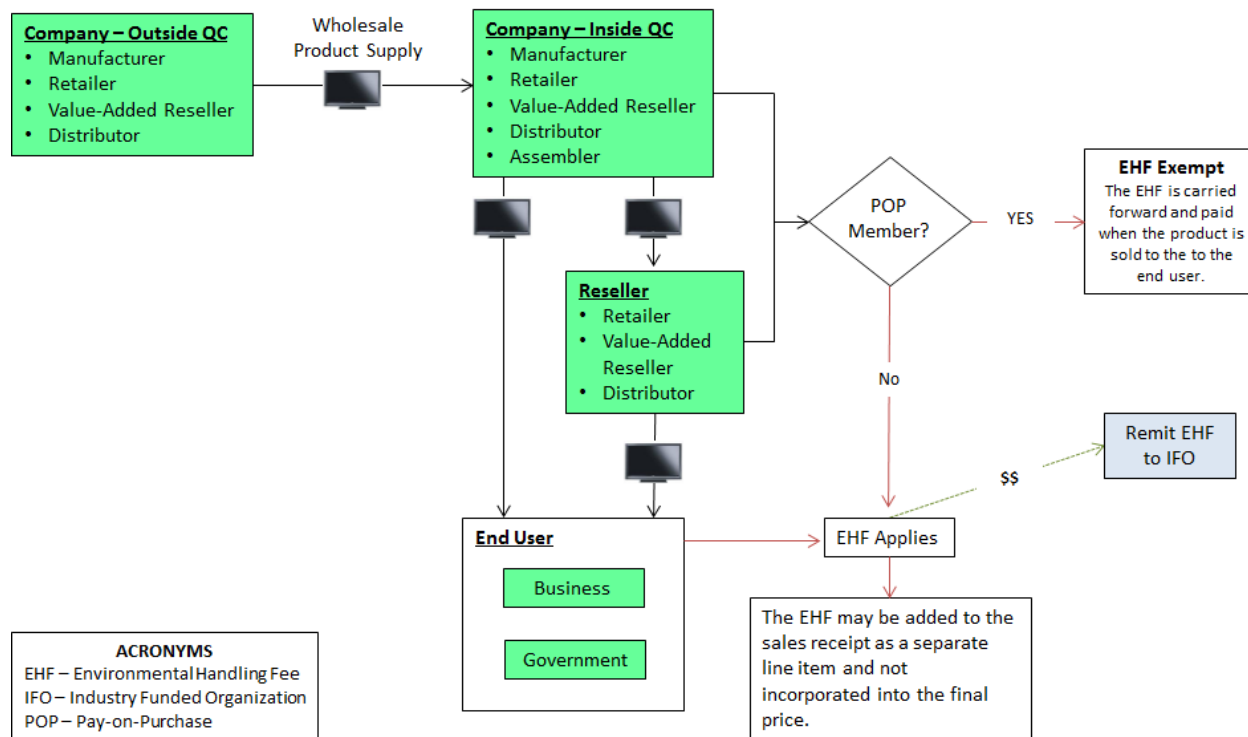 Company – Outside QC
• Manufacturer
• Retailer
• Value-Added Reseller
• Distributor
Wholesale
Product Supply
Company – Inside QC
• Manufacturer
• Retailer
• Value-Added Reseller
• Distributor
• Assembler
POP
Member?
YES
EHF Exempt
The EHF is carried
forward and paid
when the product is
sold to the to the
end user.
Reseller
• Retailer
• Value-Added
Reseller
• Distributor
No
Remit EHF
to IFO
$$
End User
Business
Government
EHF Applies
The EHF may be added to the
sales receipt as a separate
line item and not
incorporated into the final
price.
ACRONYMS
EHF – Environmental Handling Fee
IFO – Industry Funded Organization
POP – Pay-on-Purchase